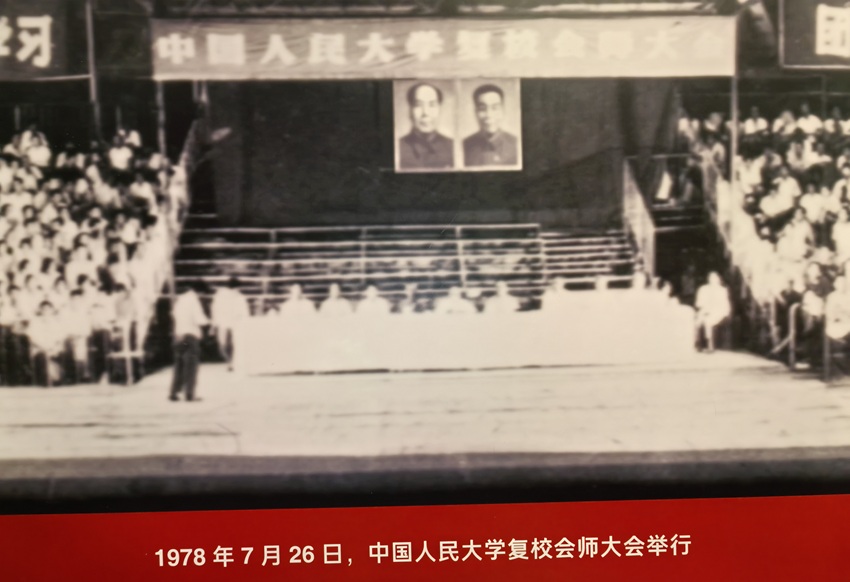 中国人民大学复校会师大会
1978 年 7 月 26 日，中国人民大学复校会师大会举行